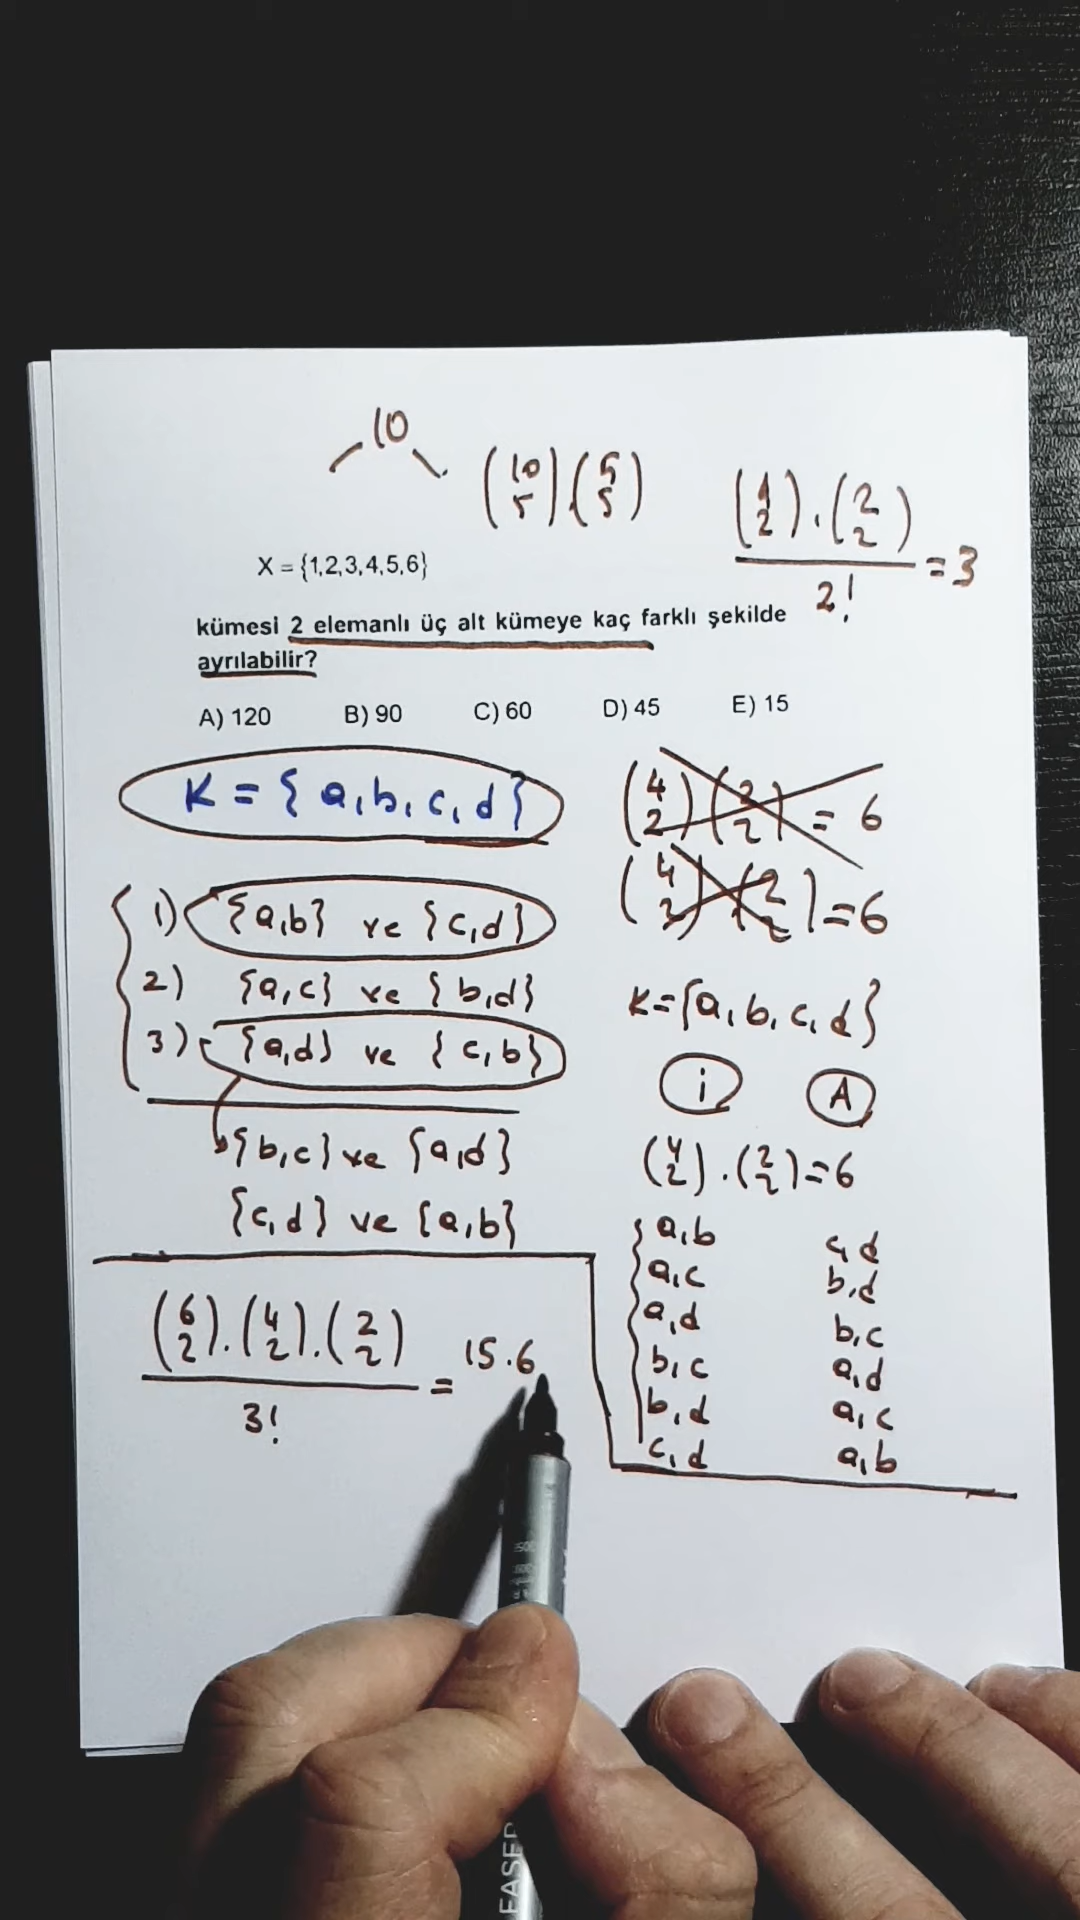 10
(10 5) . (5 5)
(4 2) . (2 2) / 2! = 3
X = {1,2,3,4,5,6}
kümesi 2 elemanlı üç alt kümeye kaç farklı şekilde
ayrılabilir?
A) 120 B) 90 C) 60 D) 45 E) 15
K = { a, b, c, d }
(4 2) (2 2) = 6
(4 2) (2 2) = 6
1) {a,b} ve {c,d}
2) {a,c} ve {b,d}
3) {a,d} ve {c,b}
{b,c} ve {a,d}
{c,d} ve {a,b}
K={a, b, c, d}
i A
(4 2) . (2 2) = 6
a,b c,d
a,c b,d
a,d b,c
b,c a,d
b,d a,c
c,d a,b
(6 2) . (4 2) . (2 2) / 3! = 15.6